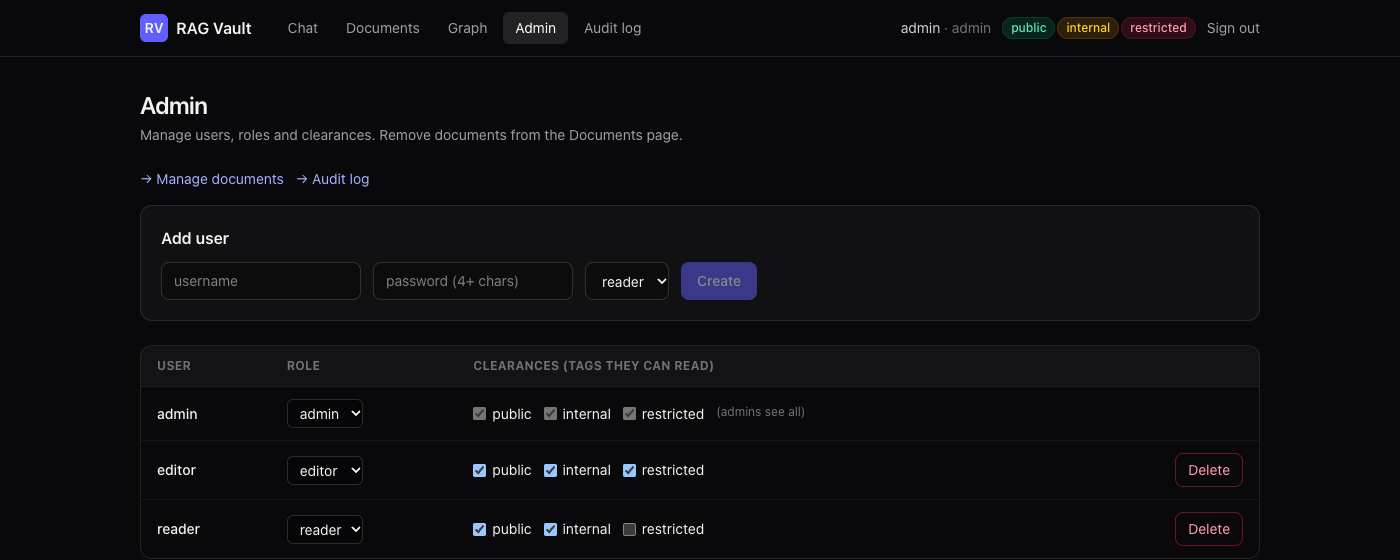 RV RAG Vault Chat Documents Graph Admin Audit log admin · admin public internal restricted Sign out
Admin
Manage users, roles and clearances. Remove documents from the Documents page.
→ Manage documents → Audit log
Add user
username password (4+ chars) reader Create
USER ROLE CLEARANCES (TAGS THEY CAN READ)
admin admin public internal restricted (admins see all)
editor editor public internal restricted Delete
reader reader public internal restricted Delete